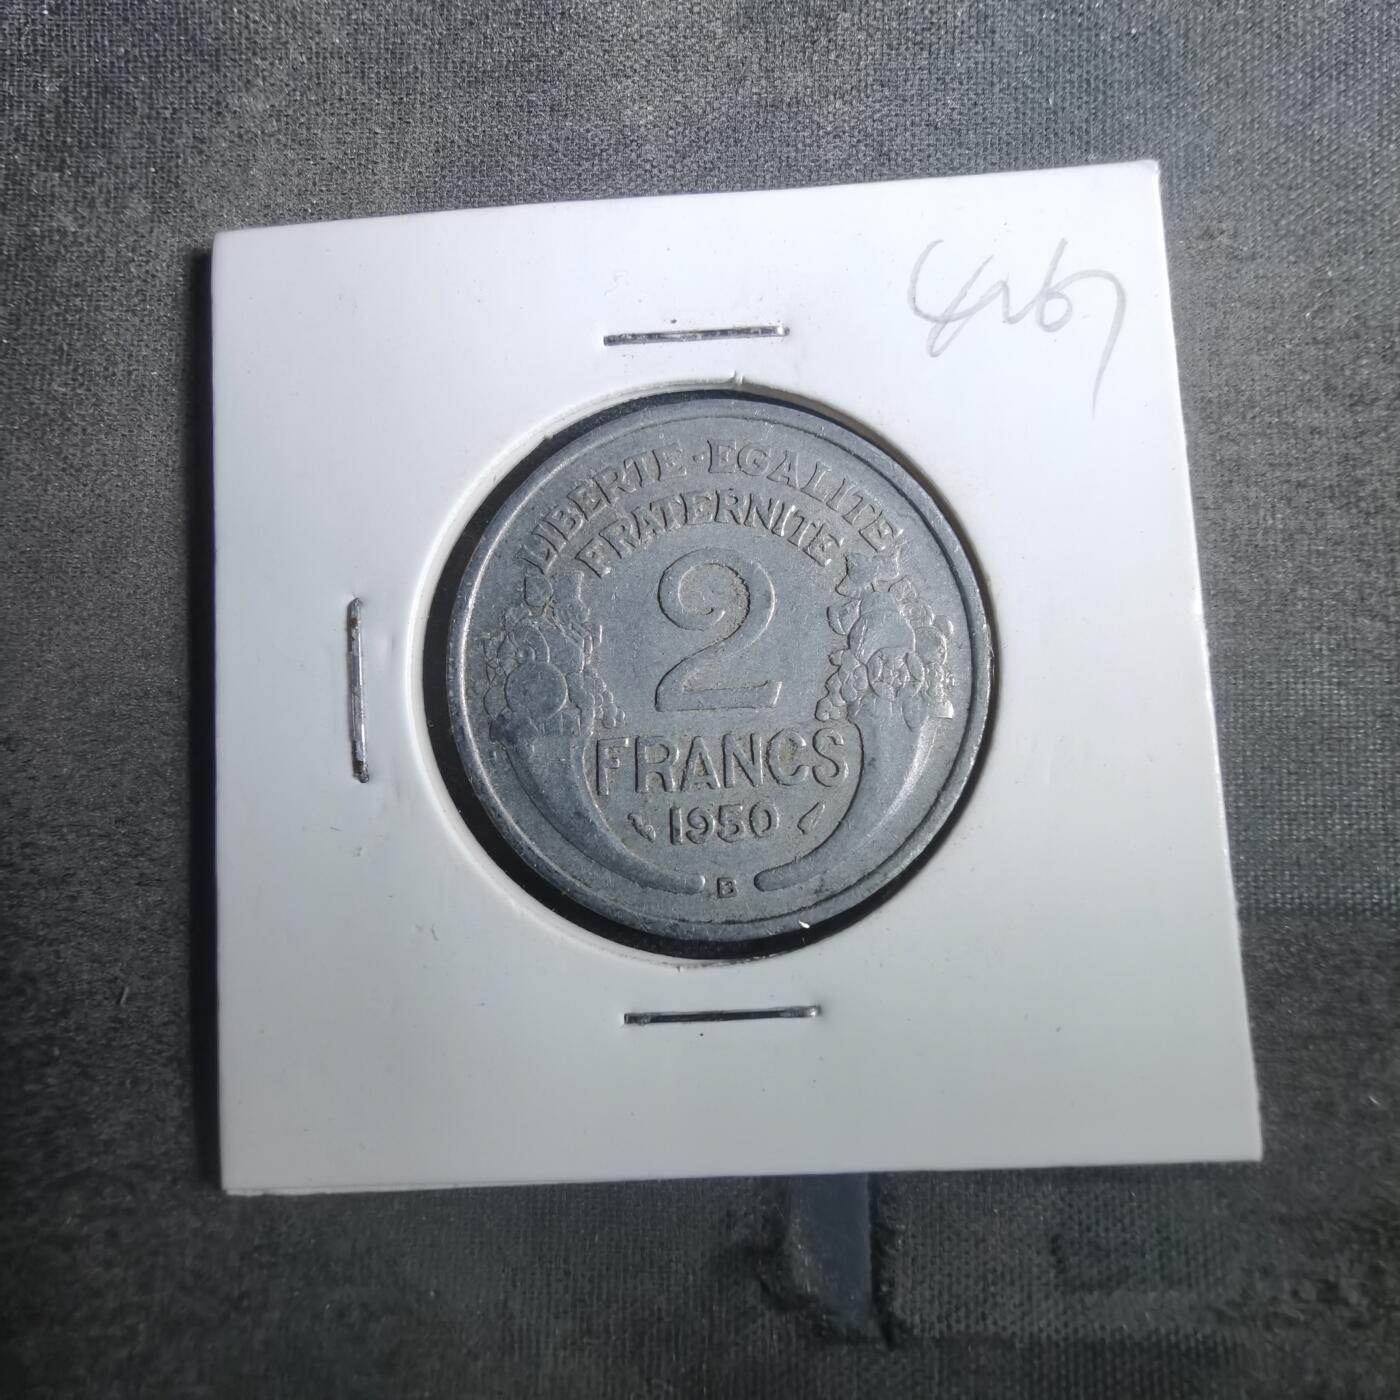 LIBERTE·EGALITE
FRATERNITE
2
FRANCS
1950
B